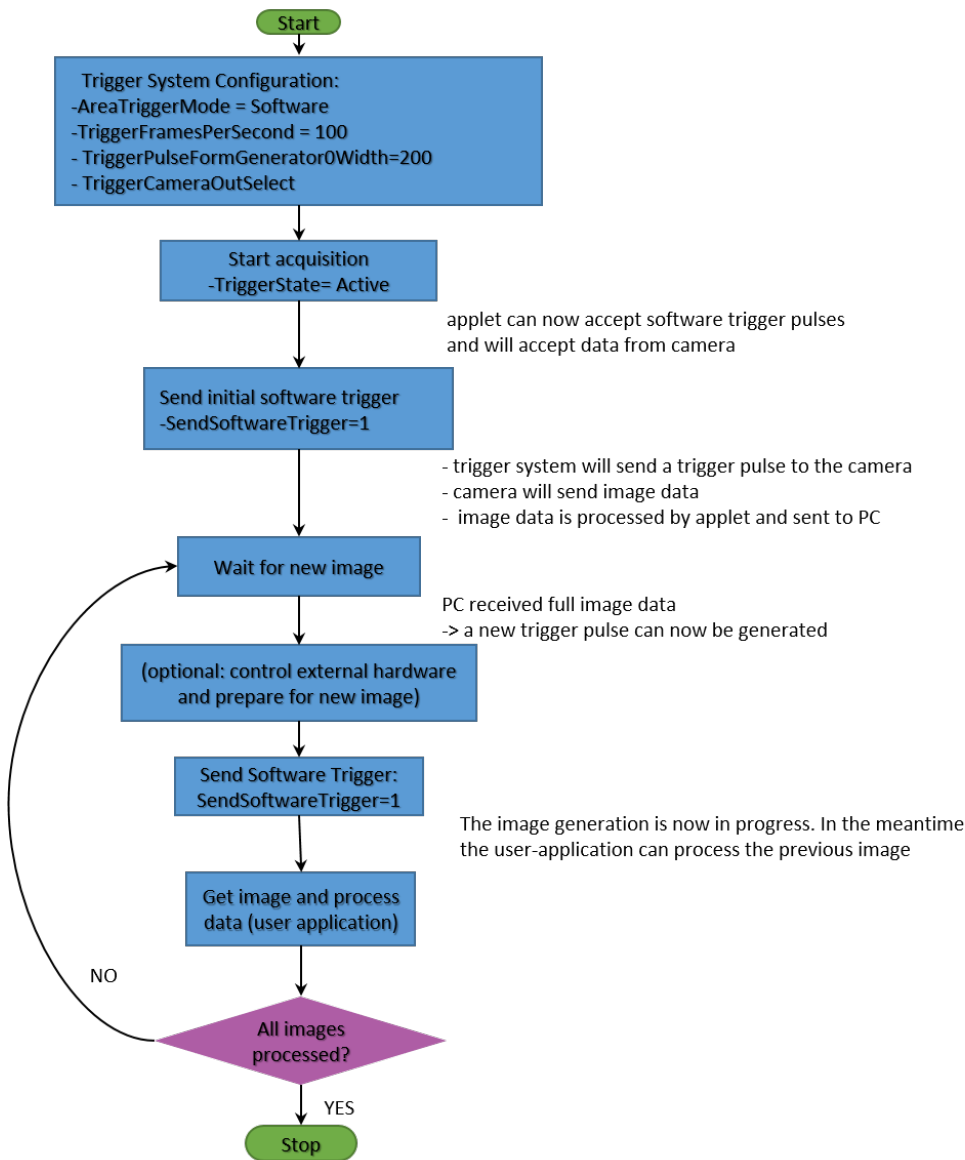 Start
Trigger System Configuration:
-AreaTriggerMode = Software
-TriggerFramesPerSecond = 100
- TriggerPulseFormGenerator0Width=200
- TriggerCameraOutSelect
Start acquisition
-TriggerState= Active
applet can now accept software trigger pulses
and will accept data from camera
Send initial software trigger
-SendSoftwareTrigger=1
- trigger system will send a trigger pulse to the camera
- camera will send image data
- image data is processed by applet and sent to PC
Wait for new image
PC received full image data
-> a new trigger pulse can now be generated
(optional: control external hardware
and prepare for new image)
Send Software Trigger:
SendSoftwareTrigger=1
The image generation is now in progress. In the meantime
the user-application can process the previous image
Get image and process
data (user application)
NO
All images
processed?
YES
Stop